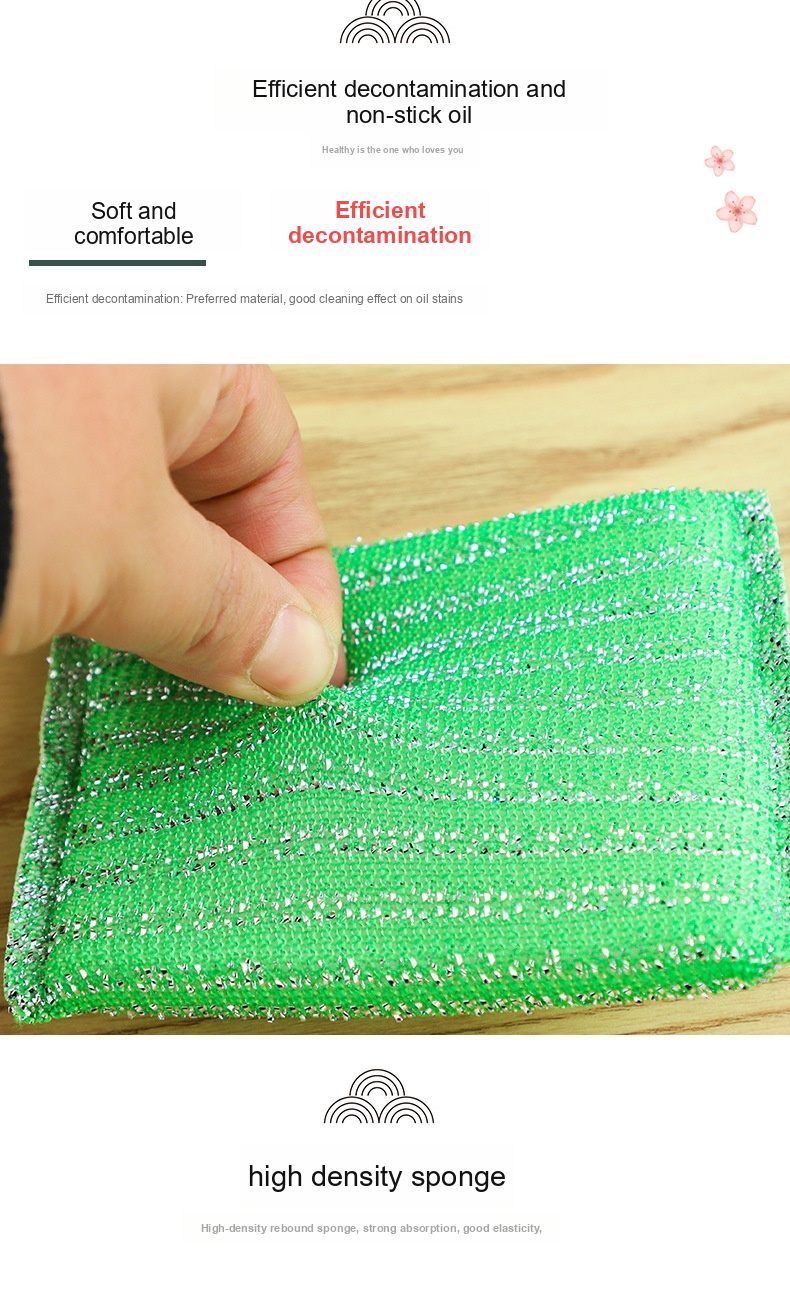 Efficient decontamination and
non-stick oil
Healthy is the one who loves you
Soft and
comfortable
Efficient
decontamination
Efficient decontamination: Preferred material, good cleaning effect on oil stains
high density sponge
High-density rebound sponge, strong absorption, good elasticity,